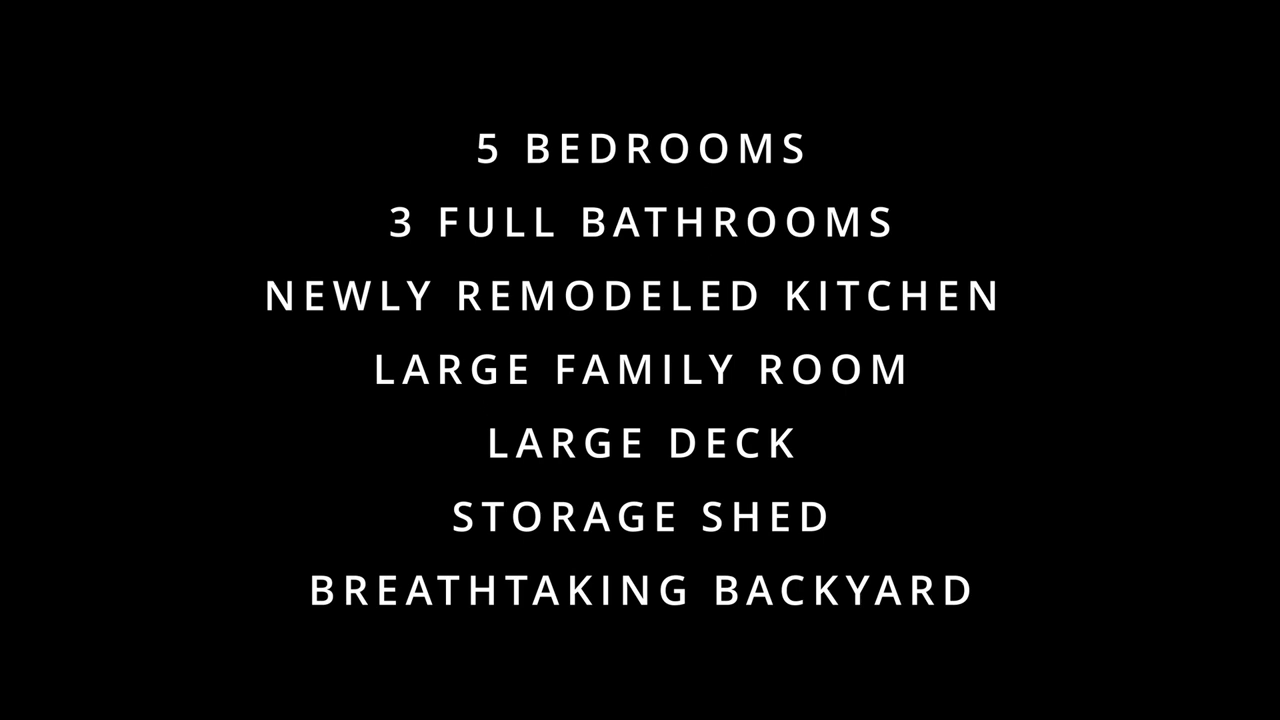 5 BEDROOMS
3 FULL BATHROOMS
NEWLY REMODELED KITCHEN
LARGE FAMILY ROOM
LARGE DECK
STORAGE SHED
BREATHTAKING BACKYARD